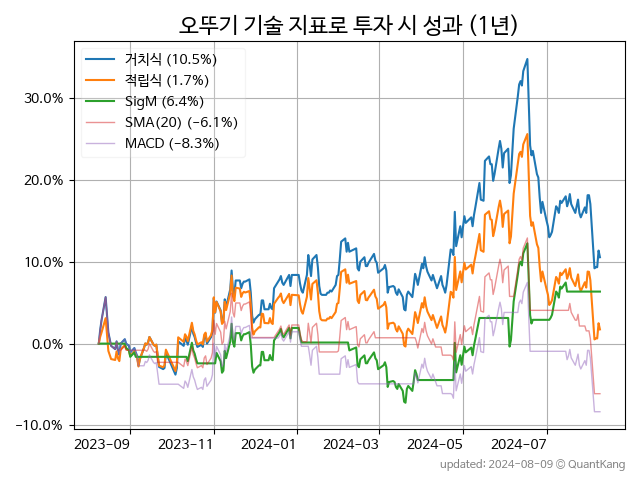 오뚜기 기술 지표로 투자 시 성과 (1년)
거치식 (10.5%)
적립식 (1.7%)
SigM (6.4%)
SMA(20) (−6.1%)
MACD (−8.3%)
30.0%
20.0%
10.0%
0.0%
−10.0%
2023−09 2023−11 2024−01 2024−03 2024−05 2024−07
updated: 2024−08−09 © QuantKang